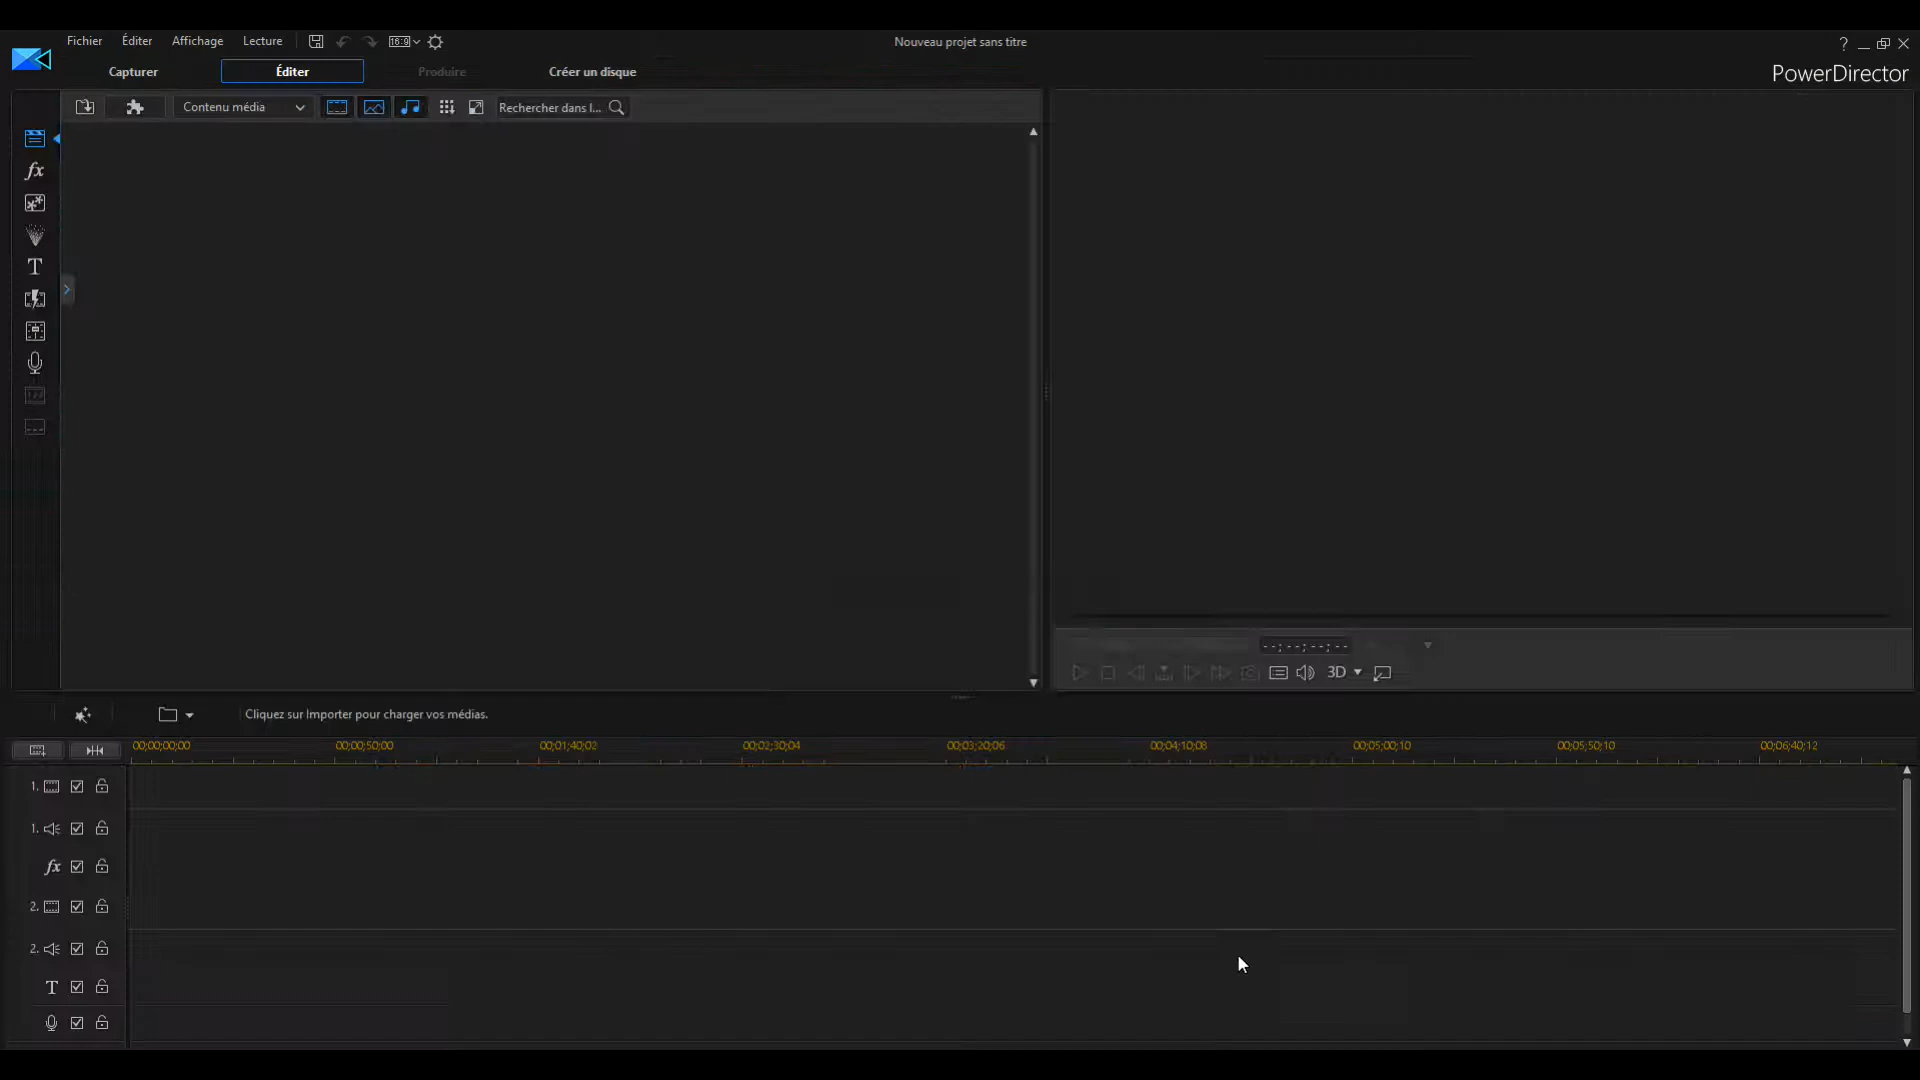 Fichier Éditer Affichage Lecture 16:9 Nouveau projet sans titre ?
PowerDirector
Capturer Éditer Produire Créer un disque
Contenu média Rechercher dans l...
fx
T
--;--;--;--
3D
Cliquez sur Importer pour charger vos médias.
00;00;00;00 00;00;50;00 00;01;40;02 00;02;30;04 00;03;20;06 00;04;10;08 00;05;00;10 00;05;50;10 00;06;40;12
1.
1.
fx
2.
2.
T